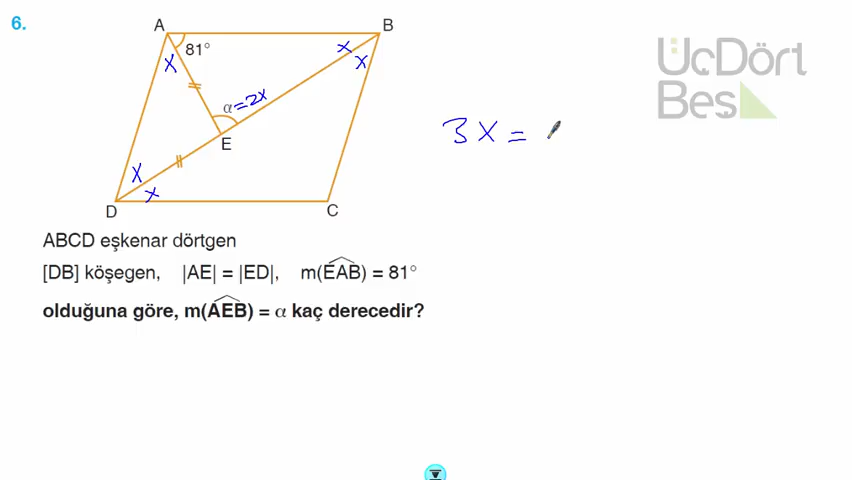 6.
A
B
81°
x
x
x
ÜçDört
Beş
α=2x
3x=
E
x
x
D
C
ABCD eşkenar dörtgen
[DB] köşegen, |AE| = |ED|, m(EAB) = 81°
olduğuna göre, m(AEB) = α kaç derecedir?